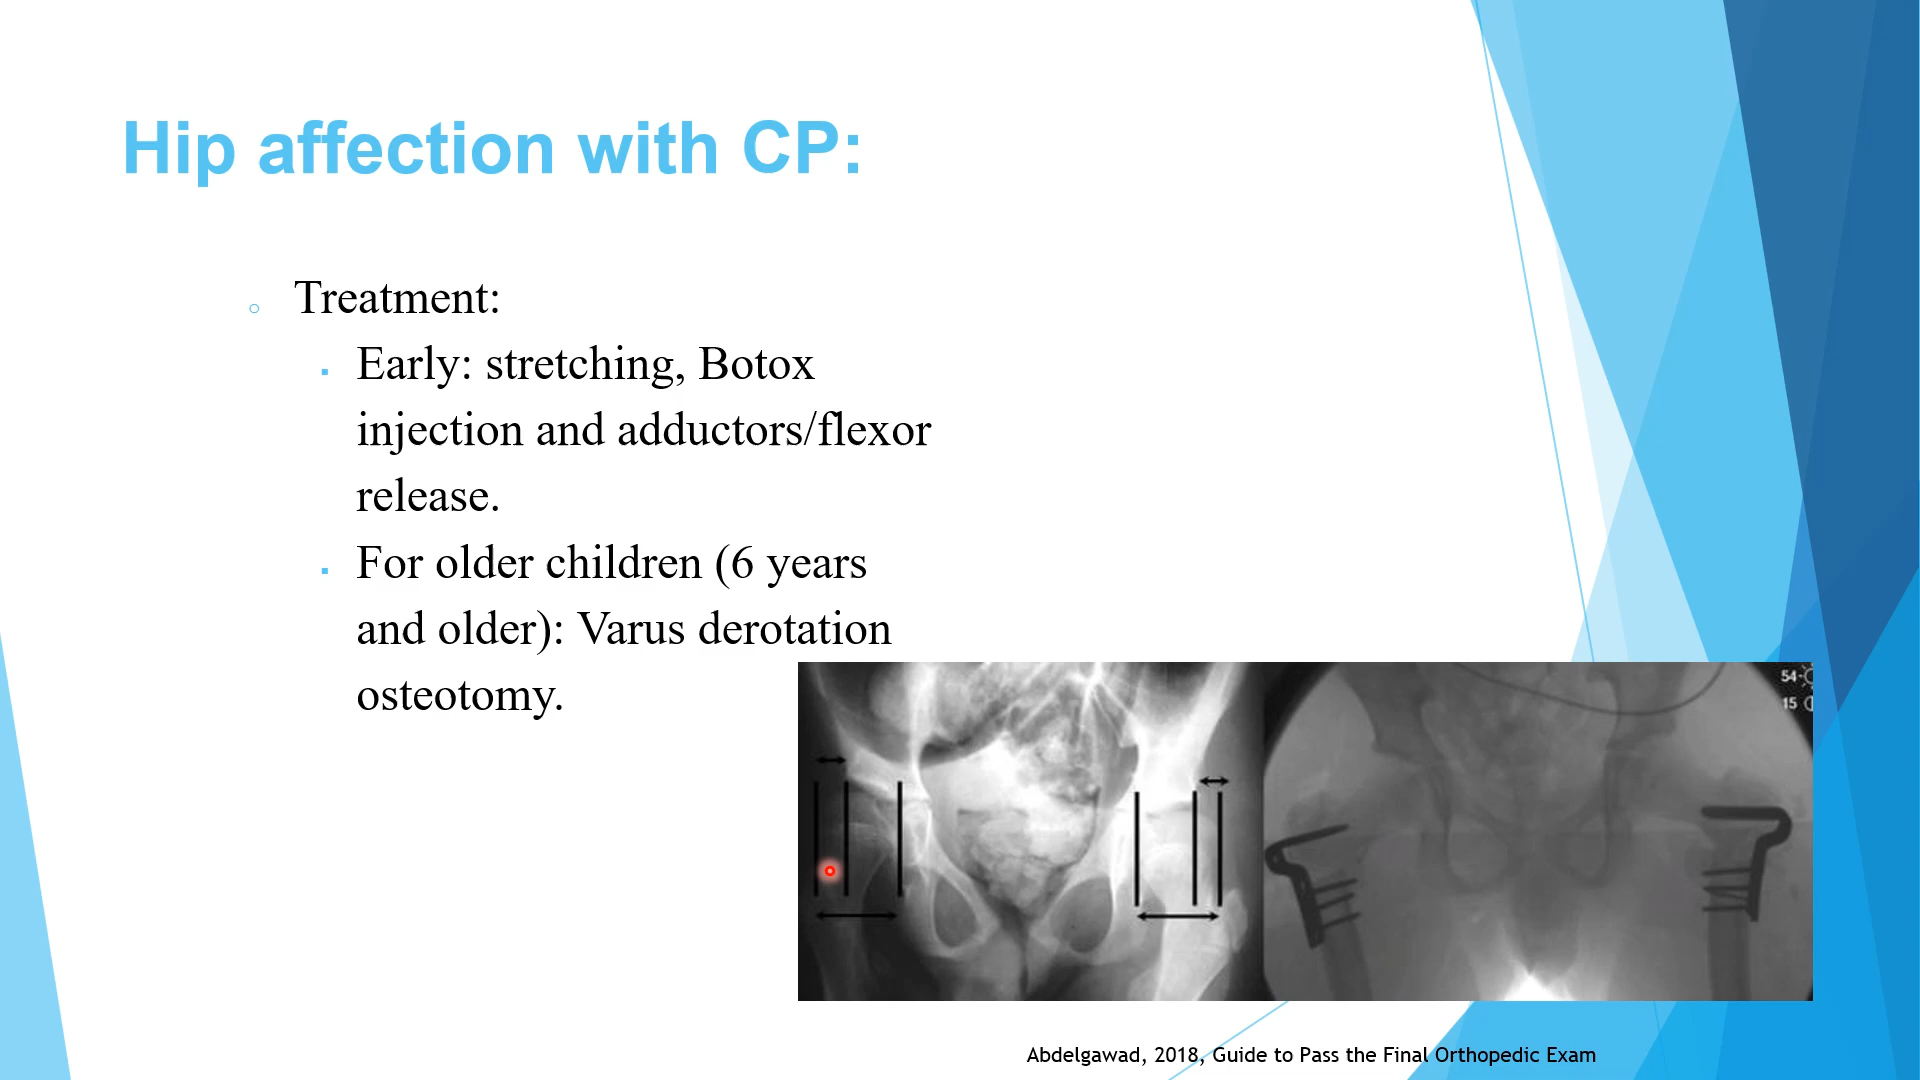 Hip affection with CP:
Treatment:
Early: stretching, Botox
injection and adductors/flexor
release.
For older children (6 years
and older): Varus derotation
osteotomy.
54
15
Abdelgawad, 2018, Guide to Pass the Final Orthopedic Exam